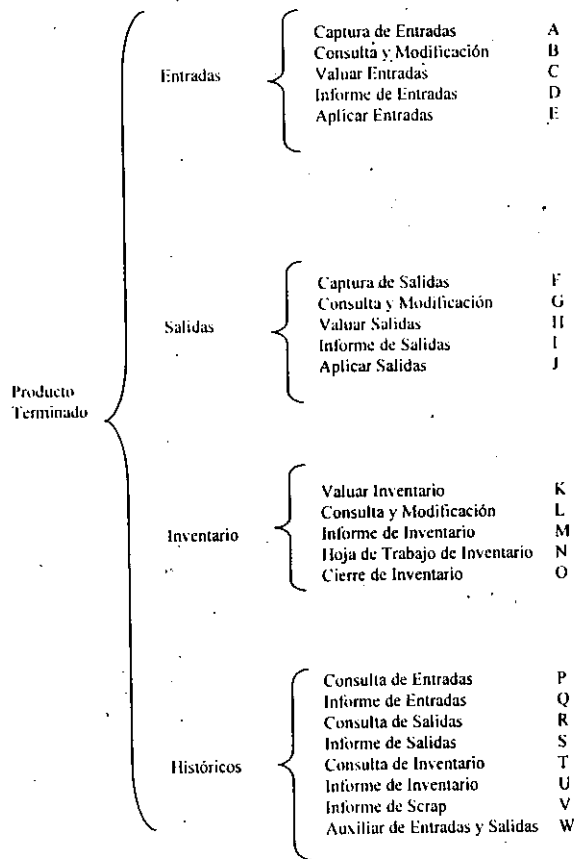 Captura de Entradas A
Consulta y Modificación B
Entradas
Valuar Entradas C
Informe de Entradas D
Aplicar Entradas E
Captura de Salidas F
Consulta y Modificación G
Salidas
Valuar Salidas H
Informe de Salidas I
Aplicar Salidas J
Producto
Terminado
Valuar Inventario K
Consulta y Modificación L
Inventario
Informe de Inventario M
Hoja de Trabajo de Inventario N
Cierre de Inventario O
Consulta de Entradas P
Informe de Entradas Q
Consulta de Salidas R
Informe de Salidas S
Históricos
Consulta de Inventario T
Informe de Inventario U
Informe de Scrap V
Auxiliar de Entradas y Salidas W